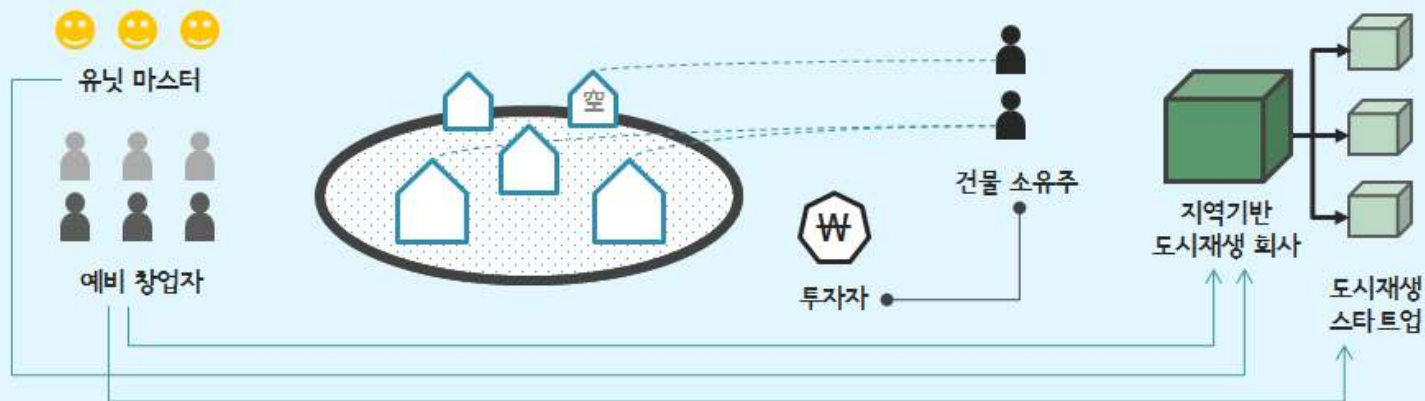 유닛 마스터
예비 창업자
空
₩
투자자
건물 소유주
지역기반
도시재생 회사
도시재생
스타트업